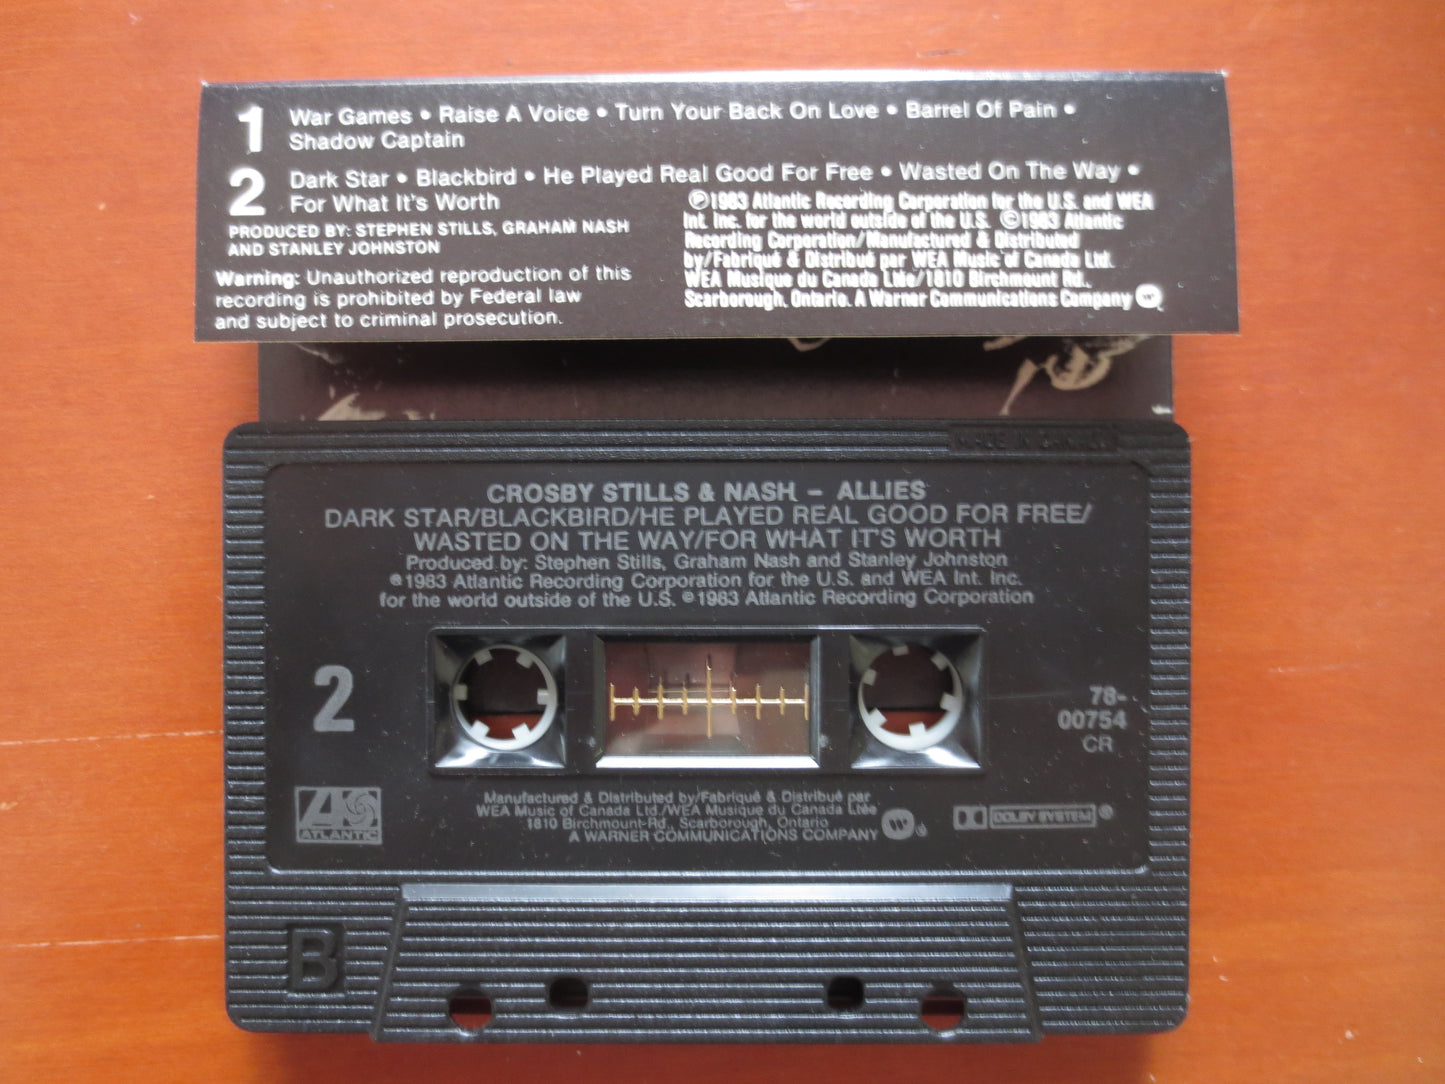 1 War Games • Raise A Voice • Turn Your Back On Love • Barrel Of Pain •
Shadow Captain
2 Dark Star • Blackbird • He Played Real Good For Free • Wasted On The Way •
For What It's Worth
PRODUCED BY: STEPHEN STILLS, GRAHAM NASH
AND STANLEY JOHNSTON
Warning: Unauthorized reproduction of this
recording is prohibited by Federal law
and subject to criminal prosecution.
℗1983 Atlantic Recording Corporation for the U.S. and WEA
Int. Inc. for the world outside of the U.S. ©1983 Atlantic
Recording Corporation/Manufactured & Distributed
by/Fabriqué & Distribué par WEA Music of Canada Ltd.
WEA Musique du Canada Ltée/1810 Birchmount Rd.,
Scarborough, Ontario. A Warner Communications Company
MADE IN CANADA
CROSBY STILLS & NASH - ALLIES
DARK STAR/BLACKBIRD/HE PLAYED REAL GOOD FOR FREE/
WASTED ON THE WAY/FOR WHAT IT'S WORTH
Produced by: Stephen Stills, Graham Nash and Stanley Johnston
℗1983 Atlantic Recording Corporation for the U.S. and WEA Int. Inc.
for the world outside of the U.S. ©1983 Atlantic Recording Corporation
2
78-
00754
CR
ATLANTIC
Manufactured & Distributed by/Fabriqué & Distribué par
WEA Music of Canada Ltd./WEA Musique du Canada Ltée
1810 Birchmount Rd., Scarborough, Ontario
A WARNER COMMUNICATIONS COMPANY
DOLBY SYSTEM ®
B